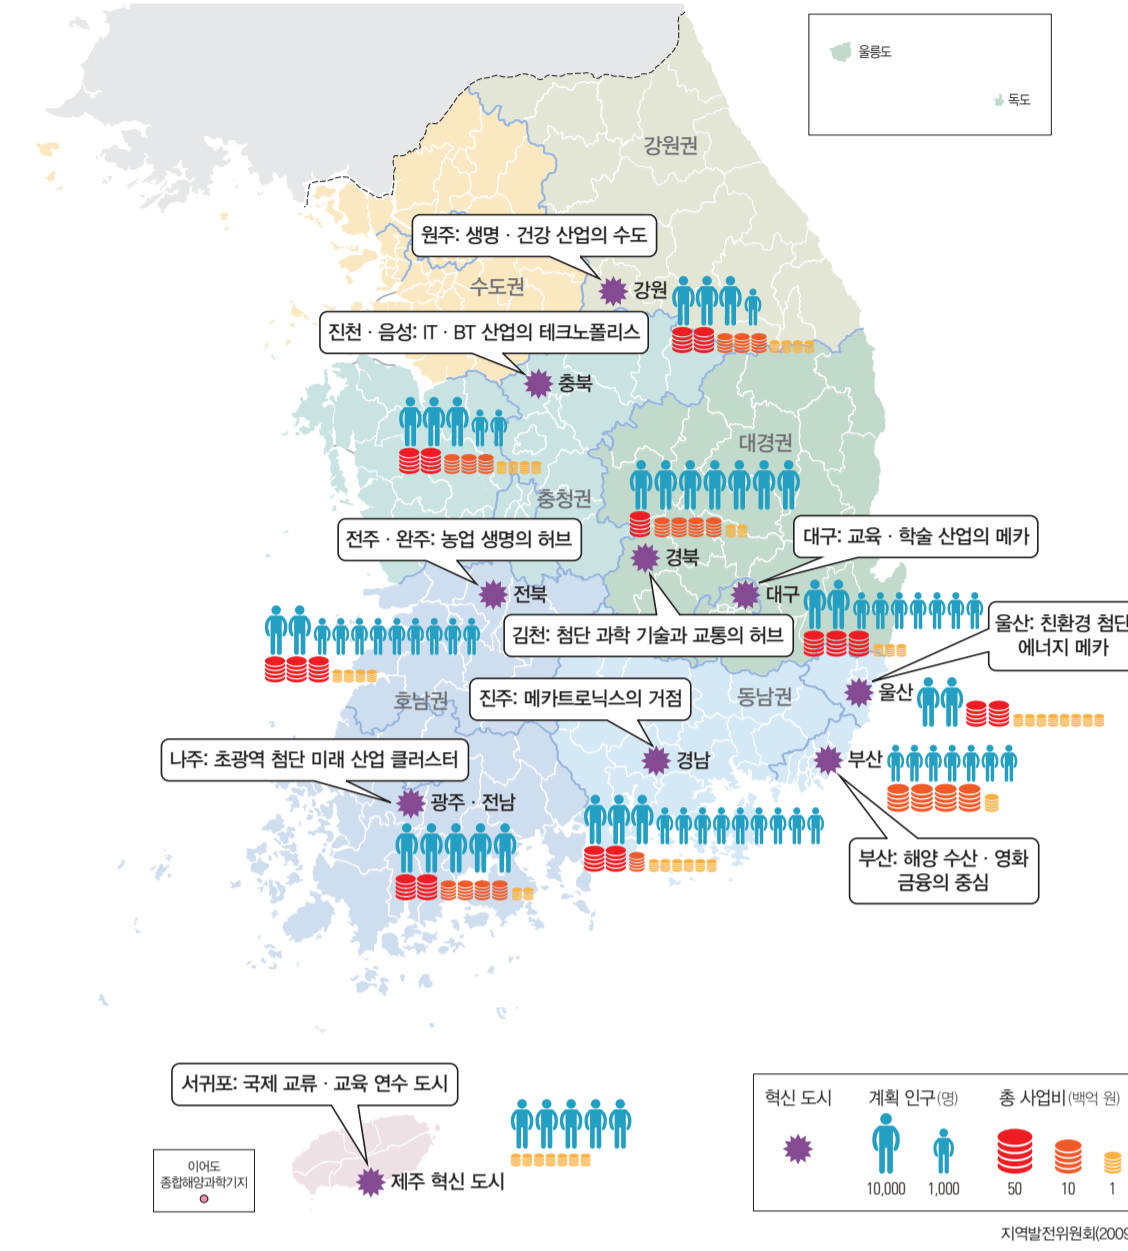 울릉도
독도
강원권
원주: 생명 · 건강 산업의 수도
수도권
강원
진천 · 음성: IT · BT 산업의 테크노폴리스
충북
대경권
충청권
전주 · 완주: 농업 생명의 허브
대구: 교육 · 학술 산업의 메카
경북
전북
대구
김천: 첨단 과학 기술과 교통의 허브
울산: 친환경 첨단
에너지 메카
호남권
진주: 메카트로닉스의 거점
동남권
울산
나주: 초광역 첨단 미래 산업 클러스터
경남
부산
광주 · 전남
부산: 해양 수산 · 영화
금융의 중심
서귀포: 국제 교류 · 교육 연수 도시
이어도
종합해양과학기지
제주 혁신 도시
혁신 도시
계획 인구(명)
총 사업비(백억 원)
10,000
1,000
50
10
1
지역발전위원회(2009